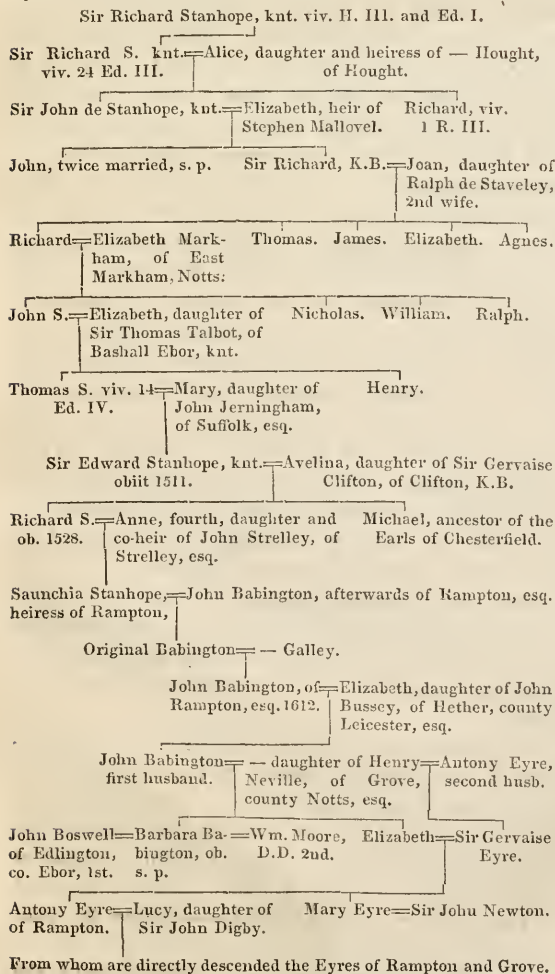 Sir Richard Stanhope, knt. viv. H. III. and Ed. I.
Sir Richard S. knt.=Alice, daughter and heiress of — Hought,
viv. 24 Ed. III. of Hought.
Sir John de Stanhope, knt.=Elizabeth, heir of Richard, viv.
Stephen Mallovel. 1 R. III.
John, twice married, s. p. Sir Richard, K.B.=Joan, daughter of
Ralph de Staveley,
2nd wife.
Richard=Elizabeth Mark- Thomas. James. Elizabeth. Agnes.
ham, of East
Markham, Notts.
John S.=Elizabeth, daughter of Nicholas. William. Ralph.
Sir Thomas Talbot, of
Bashall Ebor, knt.
Thomas S. viv. 14=Mary, daughter of Henry.
Ed. IV. John Jerningham,
of Suffolk, esq.
Sir Edward Stanhope, knt.=Avelina, daughter of Sir Gervaise
obiit 1511. Clifton, of Clifton, K.B.
Richard S.=Anne, fourth, daughter and Michael, ancestor of the
ob. 1528. co-heir of John Strelley, of Earls of Chesterfield.
Strelley, esq.
Saunchia Stanhope,=John Babington, afterwards of Rampton, esq.
heiress of Rampton,
Original Babington=— Galley.
John Babington, of=Elizabeth, daughter of John
Rampton, esq. 1612. Bussey, of Hether, county
Leicester, esq.
John Babington=— daughter of Henry=Antony Eyre,
first husband. Neville, of Grove, second husb.
county Notts, esq.
John Boswell=Barbara Ba-=Wm. Moore, Elizabeth=Sir Gervaise
of Edlington, bington, ob. D.D. 2nd. Eyre.
co. Ebor, 1st. s. p.
Antony Eyre=Lucy, daughter of Mary Eyre=Sir John Newton.
of Rampton. Sir John Digby.
From whom are directly descended the Eyres of Rampton and Grove.